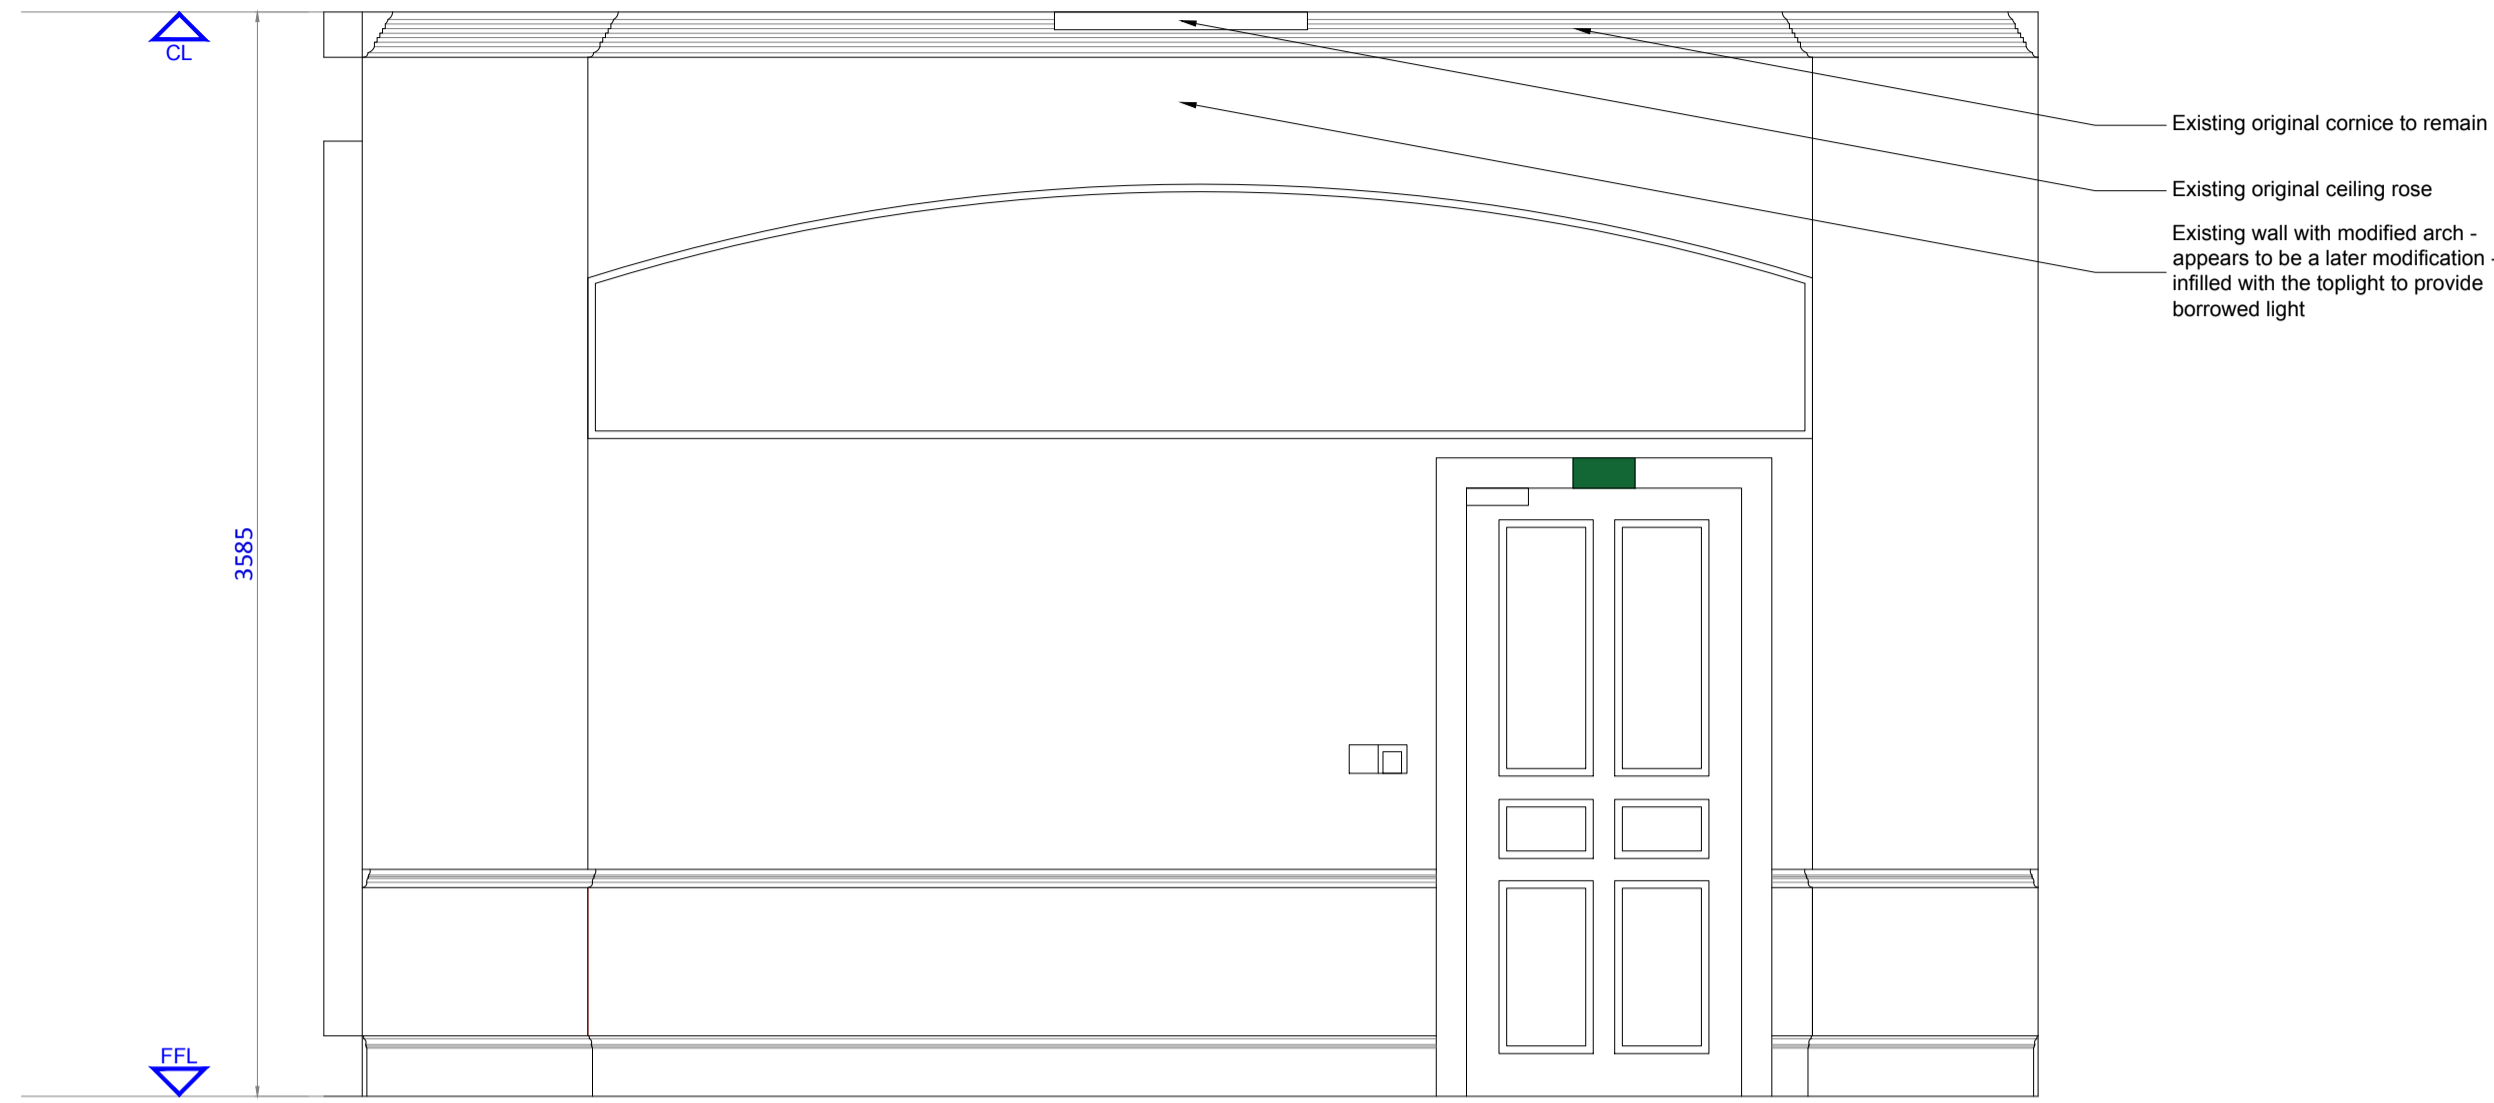 CL
Existing original cornice to remain
Existing original ceiling rose
Existing wall with modified arch -
appears to be a later modification -
infilled with the toplight to provide
borrowed light
3585
FFL